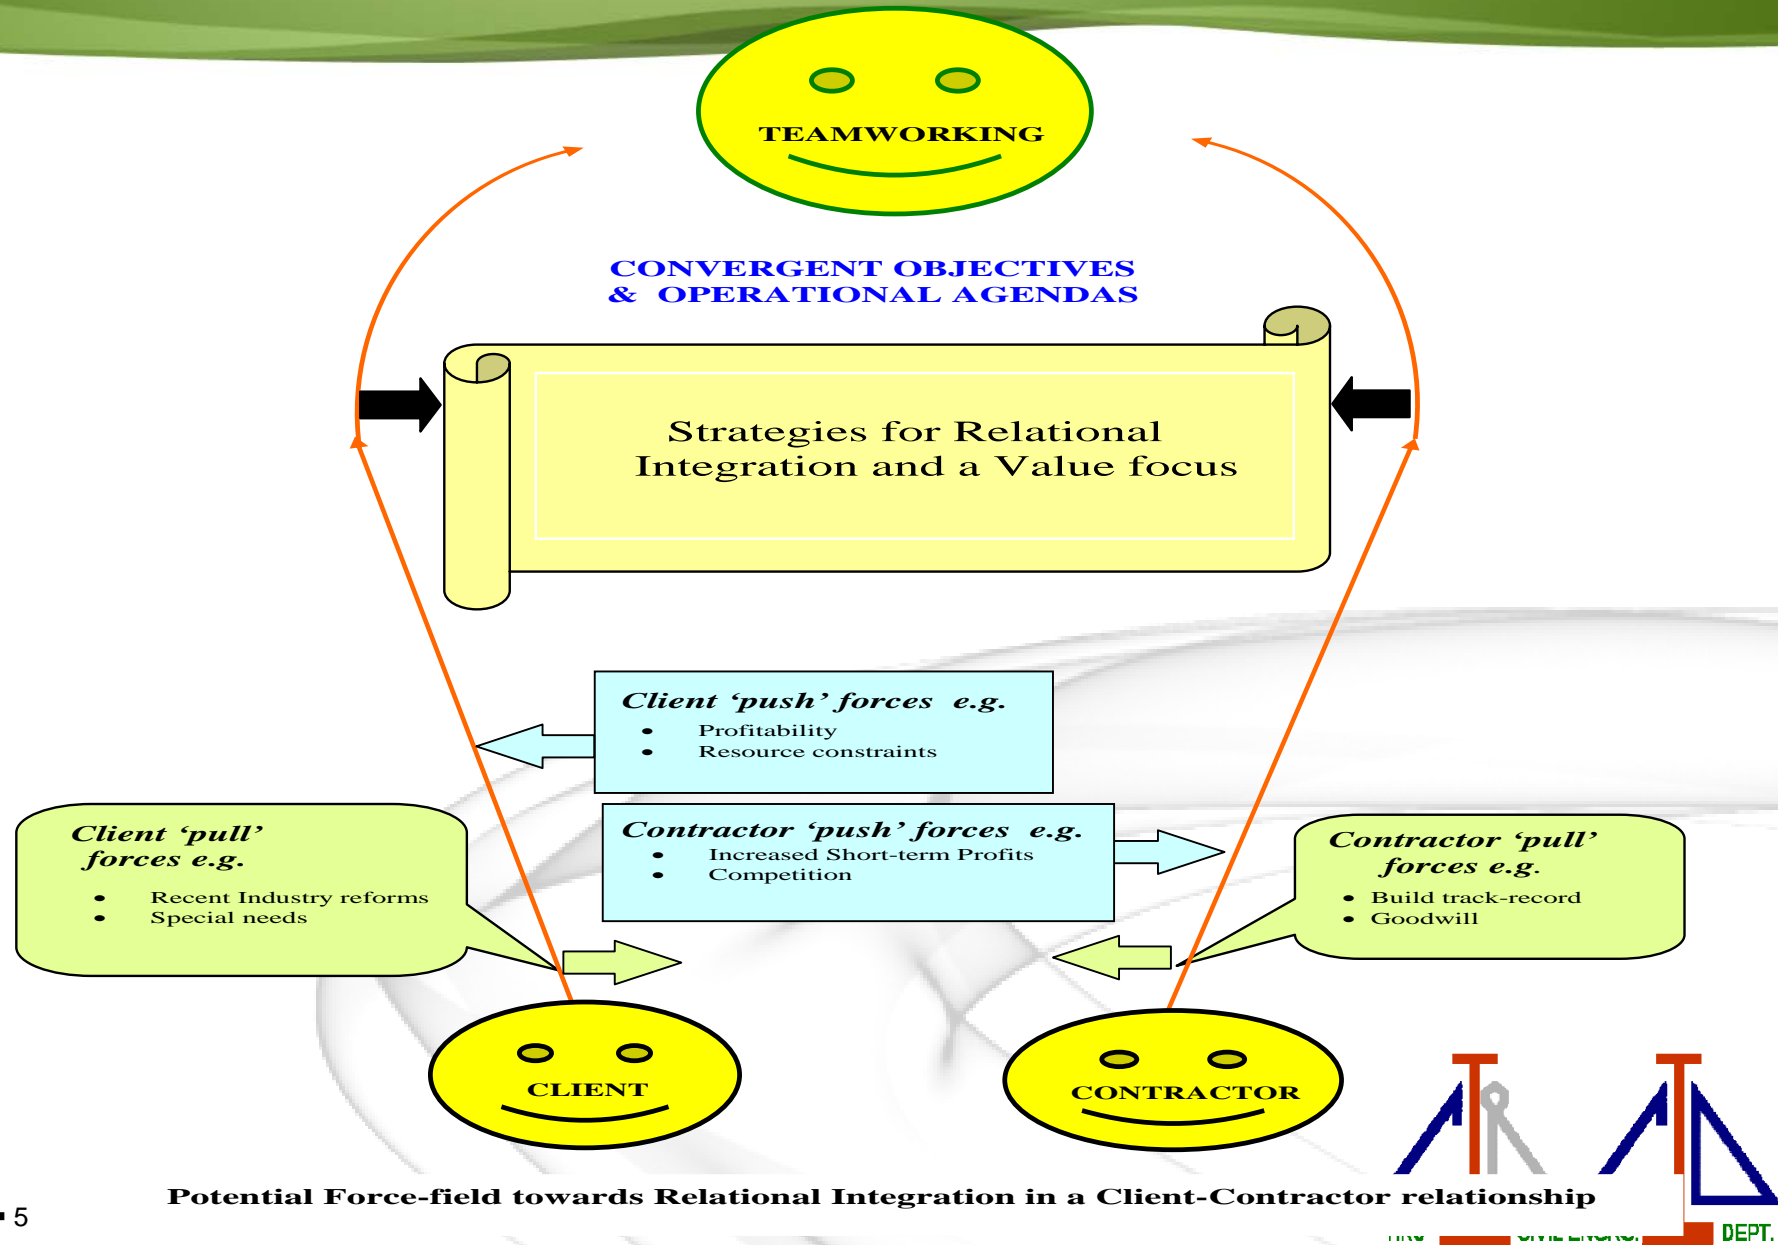 TEAMWORKING
CONVERGENT OBJECTIVES
& OPERATIONAL AGENDAS
Strategies for Relational
Integration and a Value focus
Client ‘push’ forces e.g.
● Profitability
● Resource constraints
Contractor ‘push’ forces e.g.
● Increased Short-term Profits
● Competition
Client ‘pull’
forces e.g.
● Recent Industry reforms
● Special needs
Contractor ‘pull’
forces e.g.
● Build track-record
● Goodwill
CLIENT
CONTRACTOR
Potential Force-field towards Relational Integration in a Client-Contractor relationship
5
DEPT.